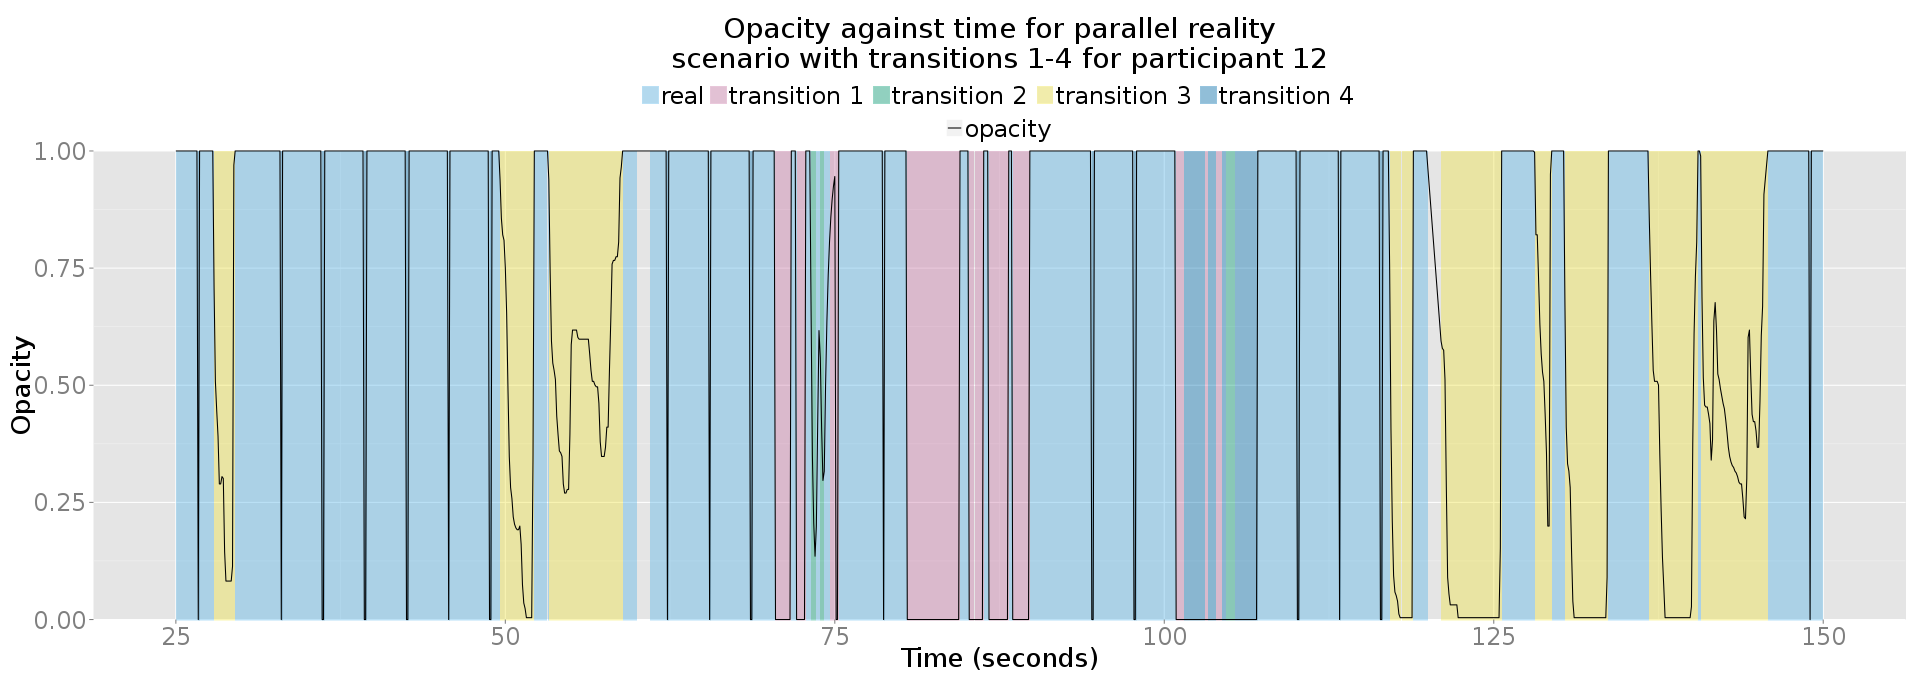 Opacity against time for parallel reality
scenario with transitions 1-4 for participant 12
real transition 1 transition 2 transition 3 transition 4
opacity
1.00
0.75
0.50
0.25
0.00
Opacity
25 50 75 100 125 150
Time (seconds)